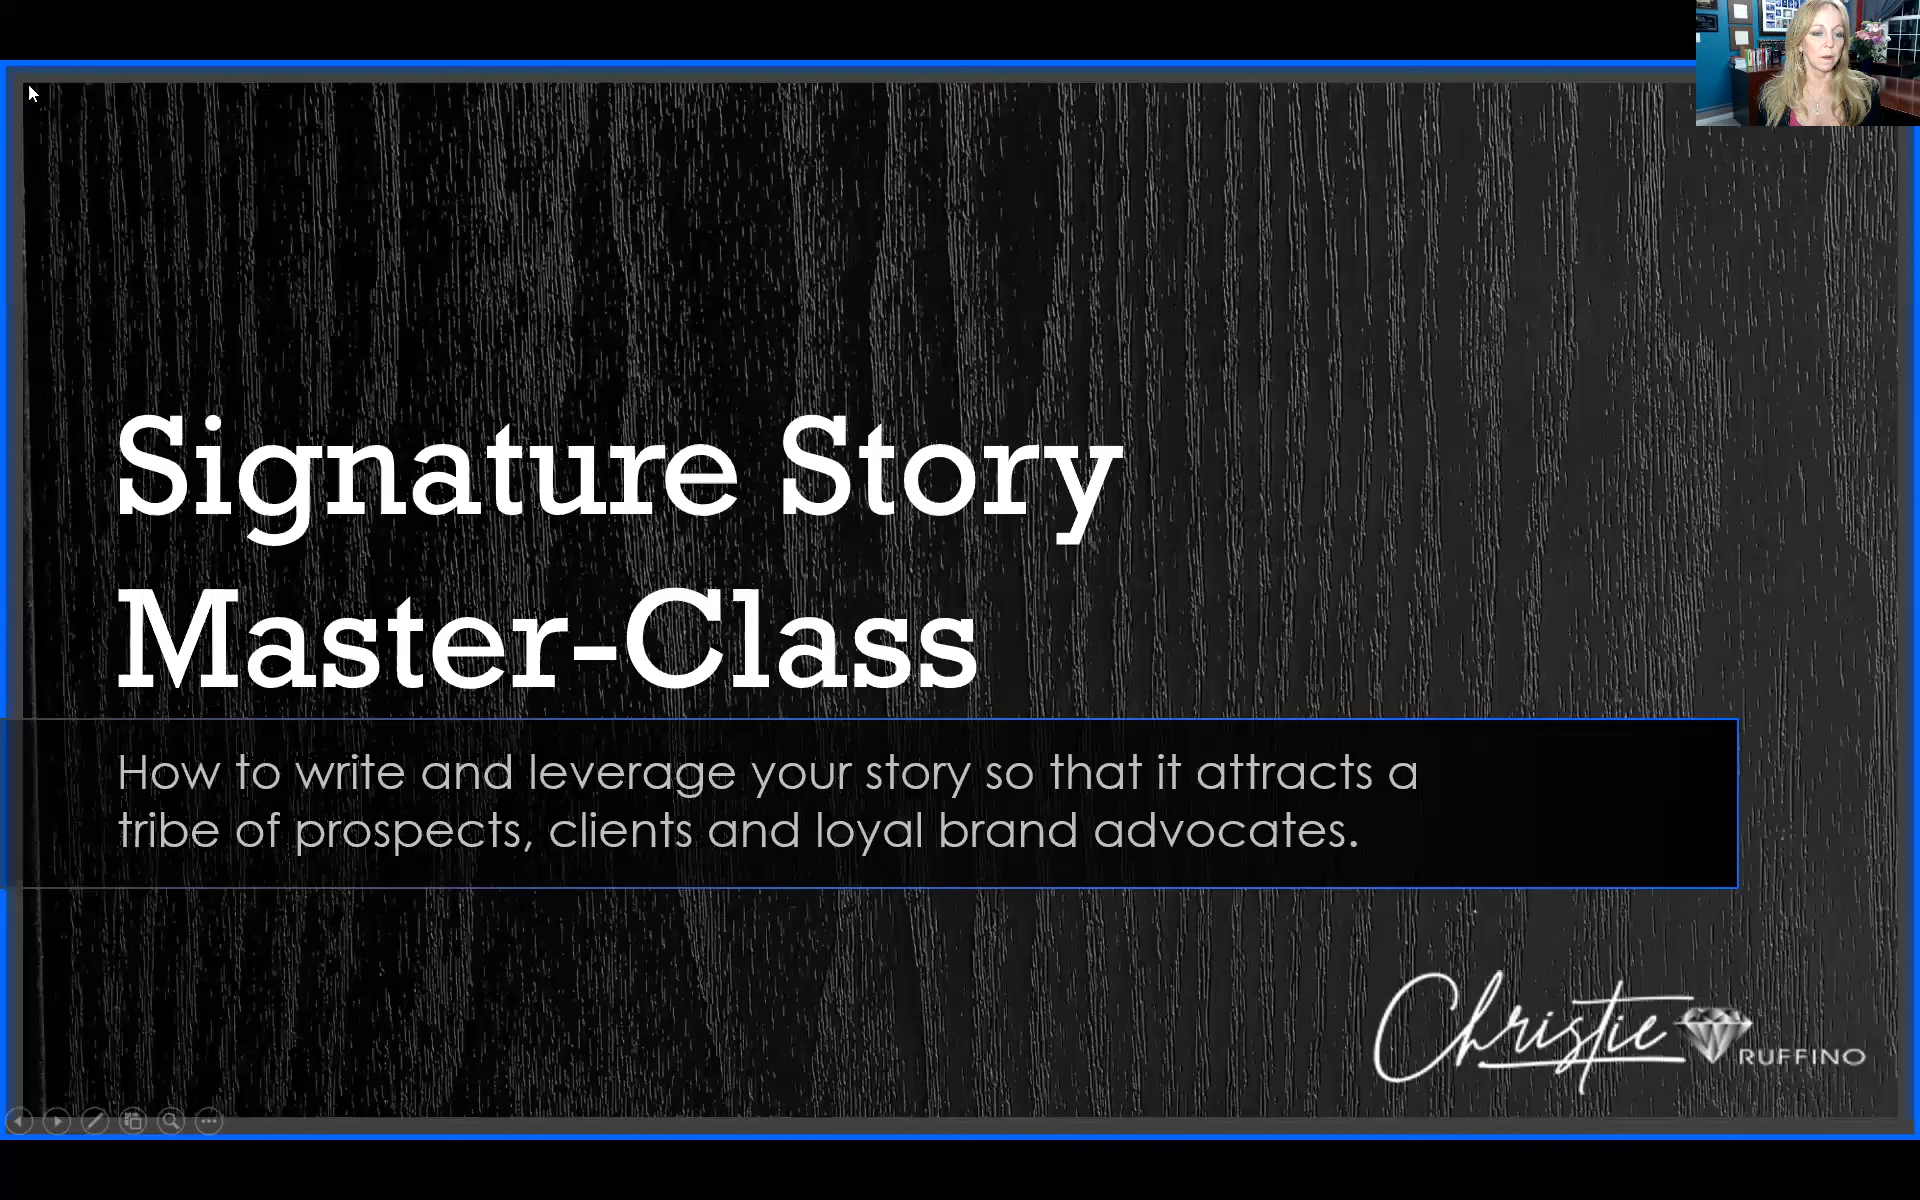 Signature Story
Master-Class
How to write and leverage your story so that it attracts a
tribe of prospects, clients and loyal brand advocates.
Christie
RUFFINO